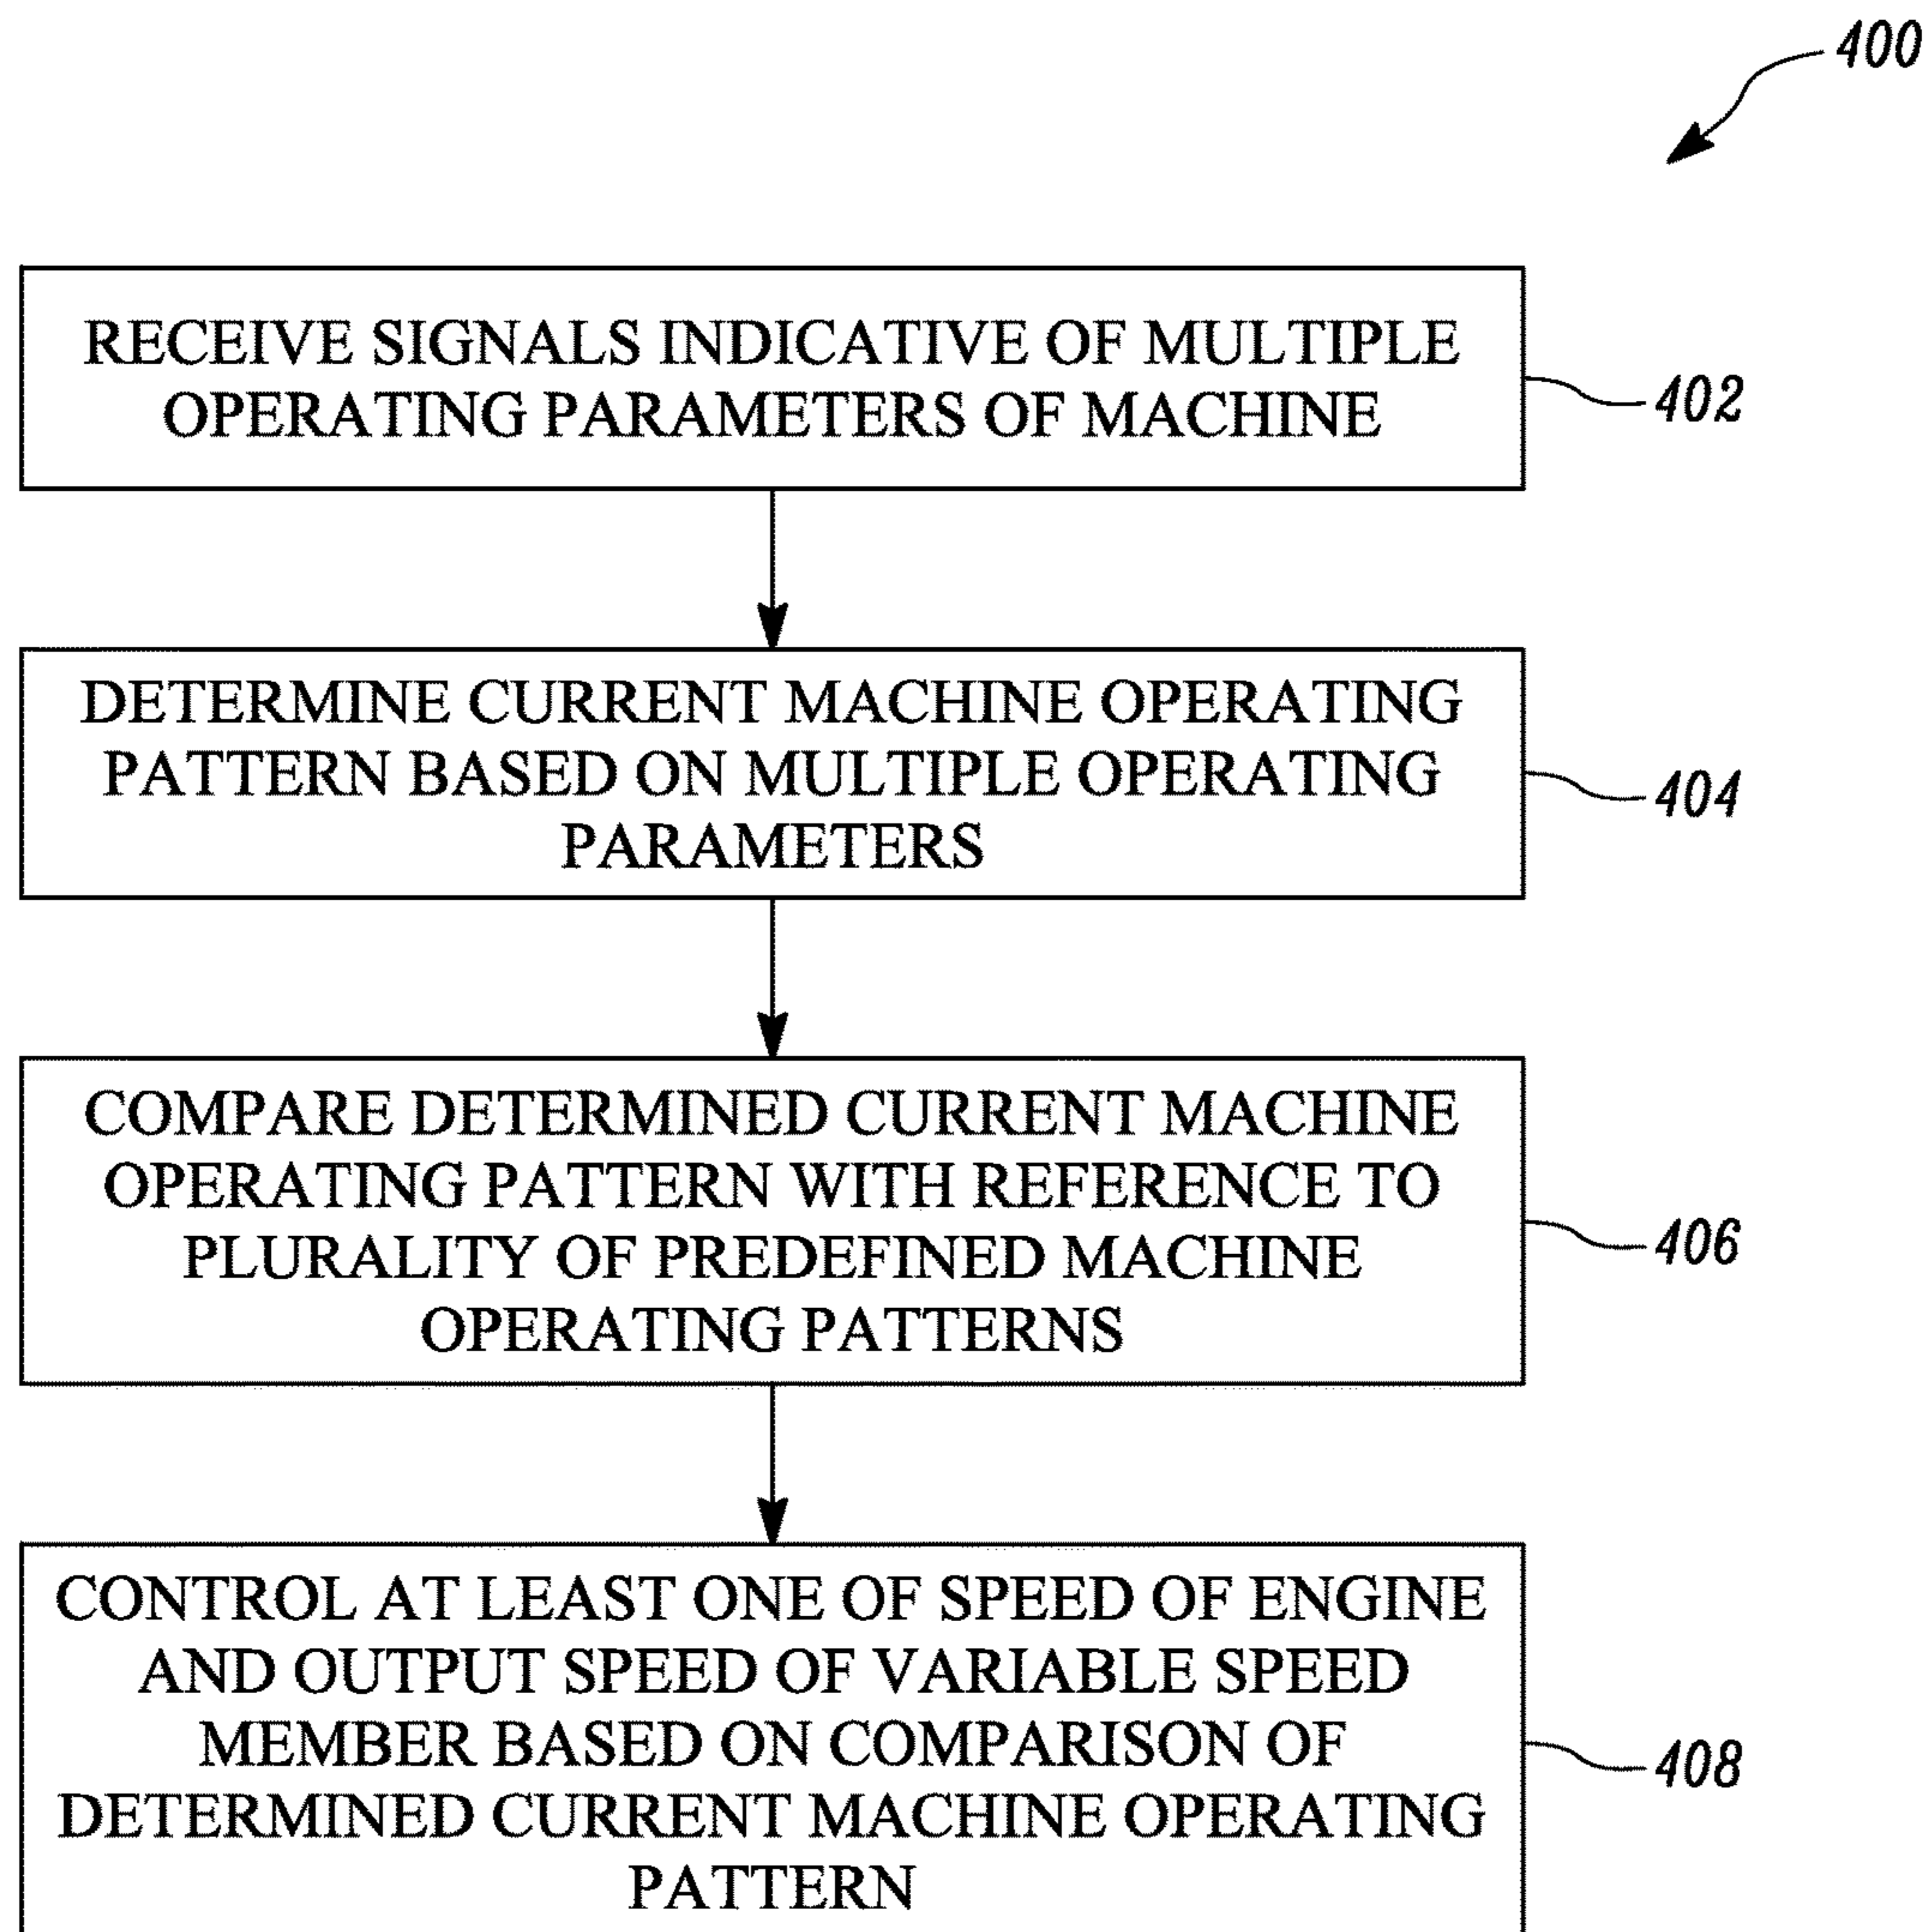 400
RECEIVE SIGNALS INDICATIVE OF MULTIPLE
OPERATING PARAMETERS OF MACHINE
402
DETERMINE CURRENT MACHINE OPERATING
PATTERN BASED ON MULTIPLE OPERATING
PARAMETERS
404
COMPARE DETERMINED CURRENT MACHINE
OPERATING PATTERN WITH REFERENCE TO
PLURALITY OF PREDEFINED MACHINE
OPERATING PATTERNS
406
CONTROL AT LEAST ONE OF SPEED OF ENGINE
AND OUTPUT SPEED OF VARIABLE SPEED
MEMBER BASED ON COMPARISON OF
DETERMINED CURRENT MACHINE OPERATING
PATTERN
408